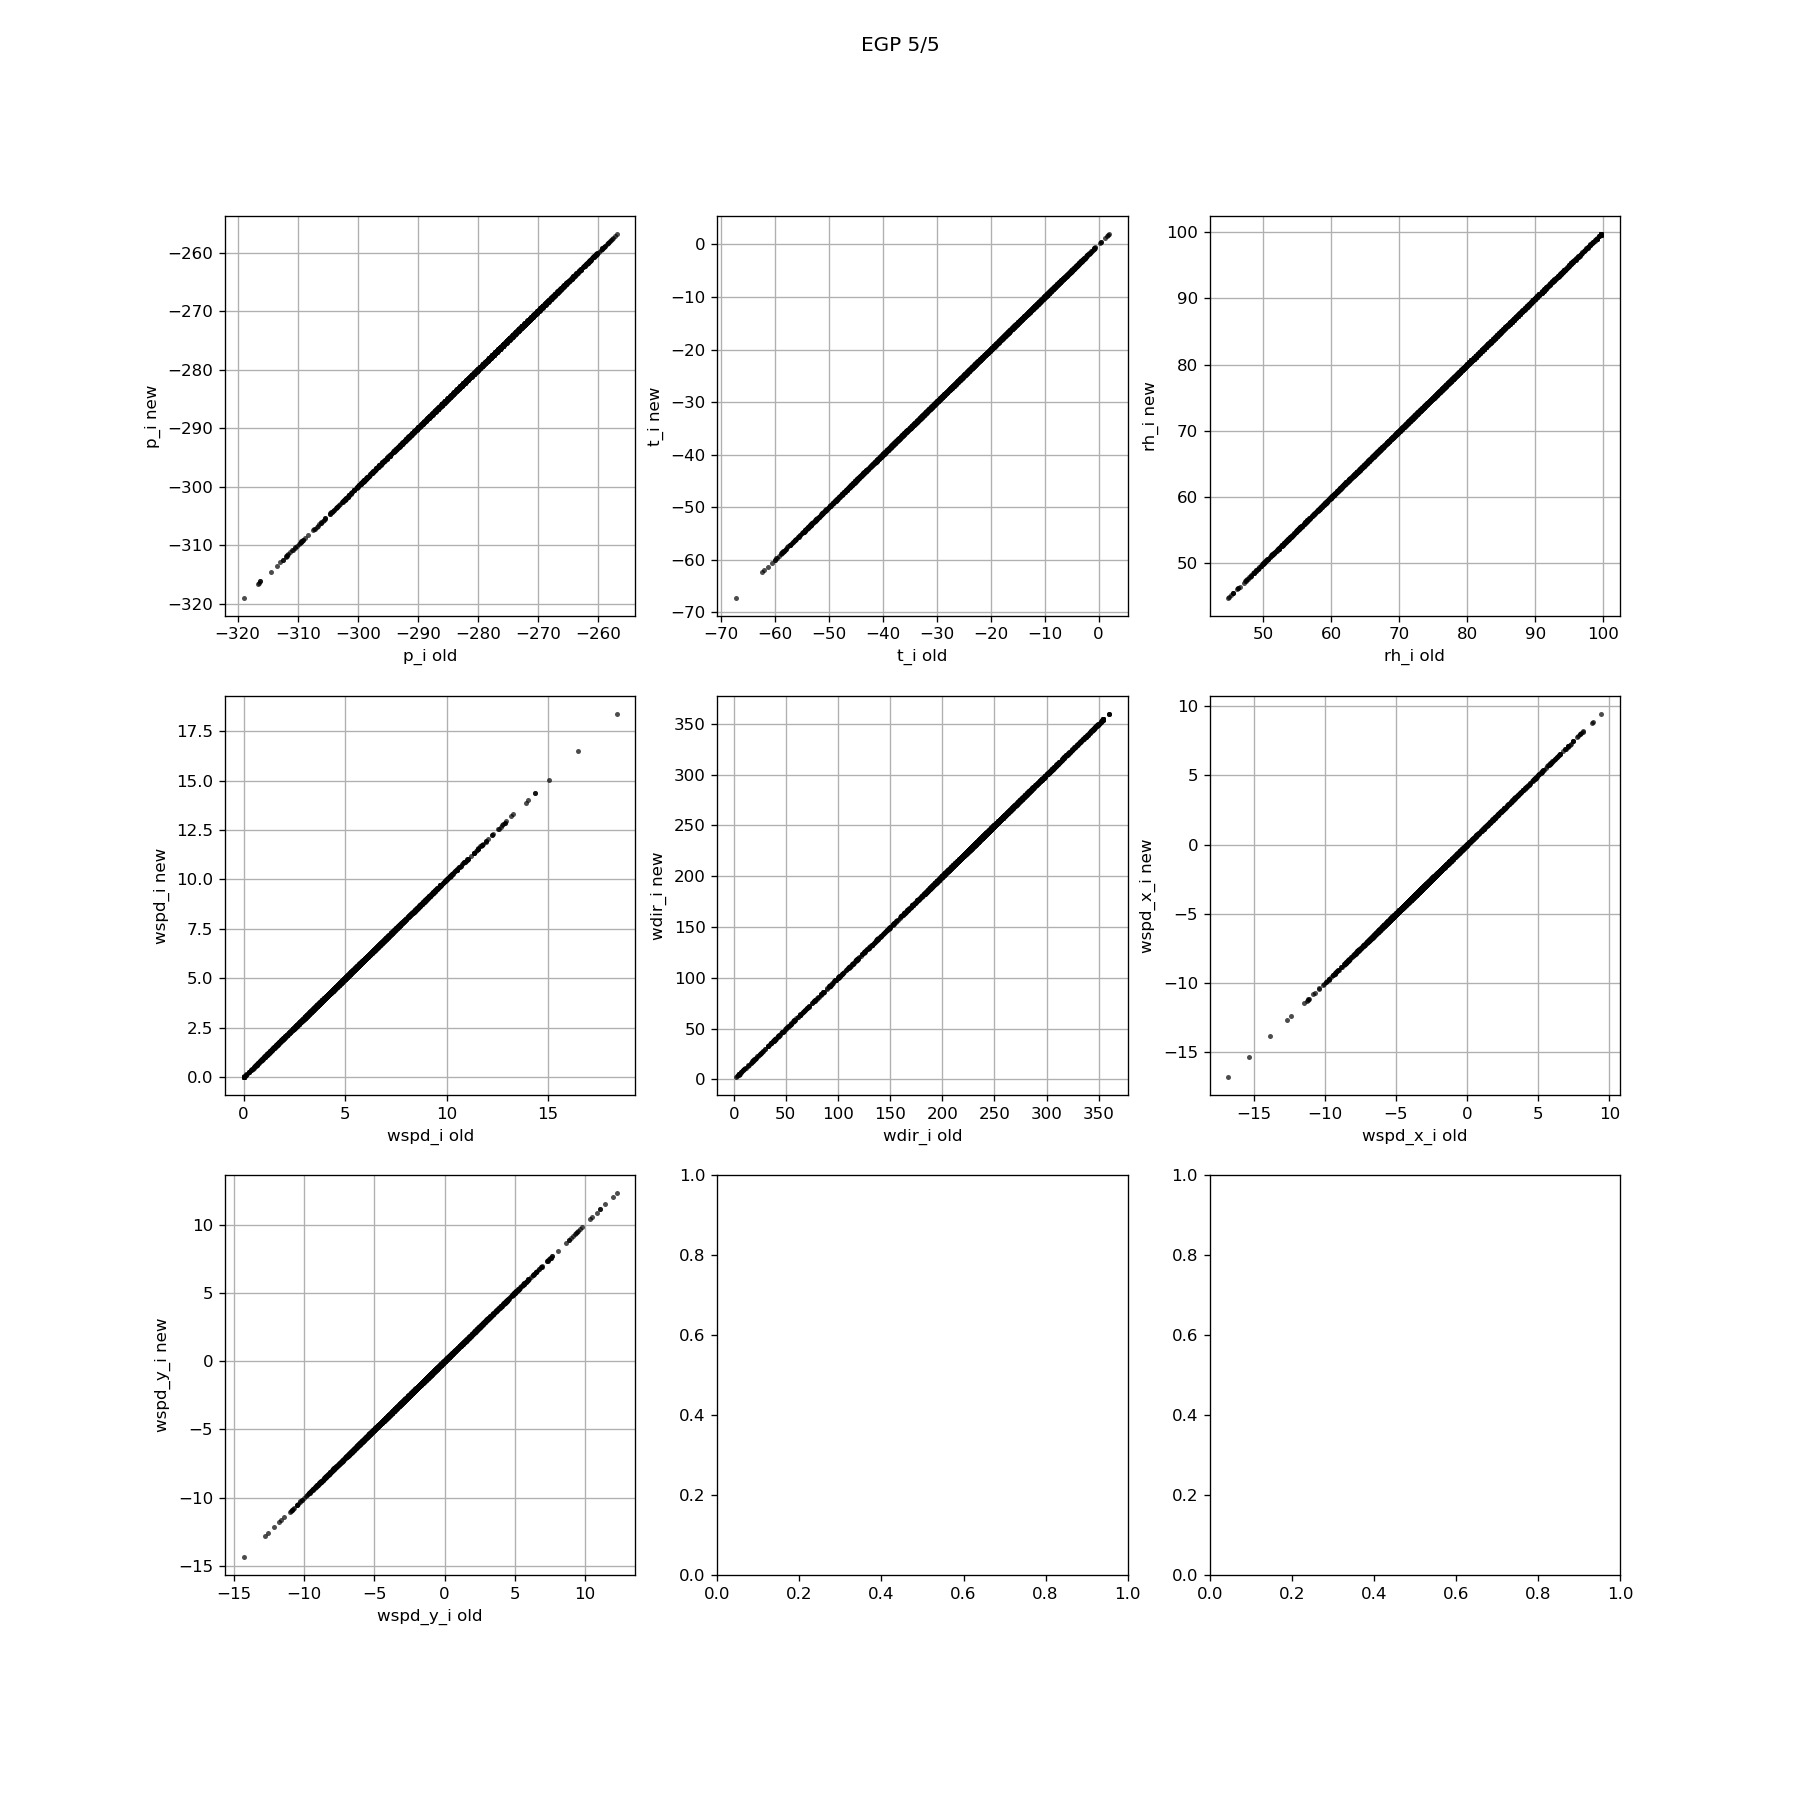 EGP 5/5
−260
−270
−280
−290
−300
−310
−320
p_i new
−320 −310 −300 −290 −280 −270 −260
p_i old
0
−10
−20
−30
−40
−50
−60
−70
t_i new
−70 −60 −50 −40 −30 −20 −10 0
t_i old
100
90
80
70
60
50
rh_i new
50 60 70 80 90 100
rh_i old
17.5
15.0
12.5
10.0
7.5
5.0
2.5
0.0
wspd_i new
0 5 10 15
wspd_i old
350
300
250
200
150
100
50
0
wdir_i new
0 50 100 150 200 250 300 350
wdir_i old
10
5
0
−5
−10
−15
wspd_x_i new
−15 −10 −5 0 5 10
wspd_x_i old
10
5
0
−5
−10
−15
wspd_y_i new
−15 −10 −5 0 5 10
wspd_y_i old
1.0
0.8
0.6
0.4
0.2
0.0
0.0 0.2 0.4 0.6 0.8 1.0
1.0
0.8
0.6
0.4
0.2
0.0
0.0 0.2 0.4 0.6 0.8 1.0